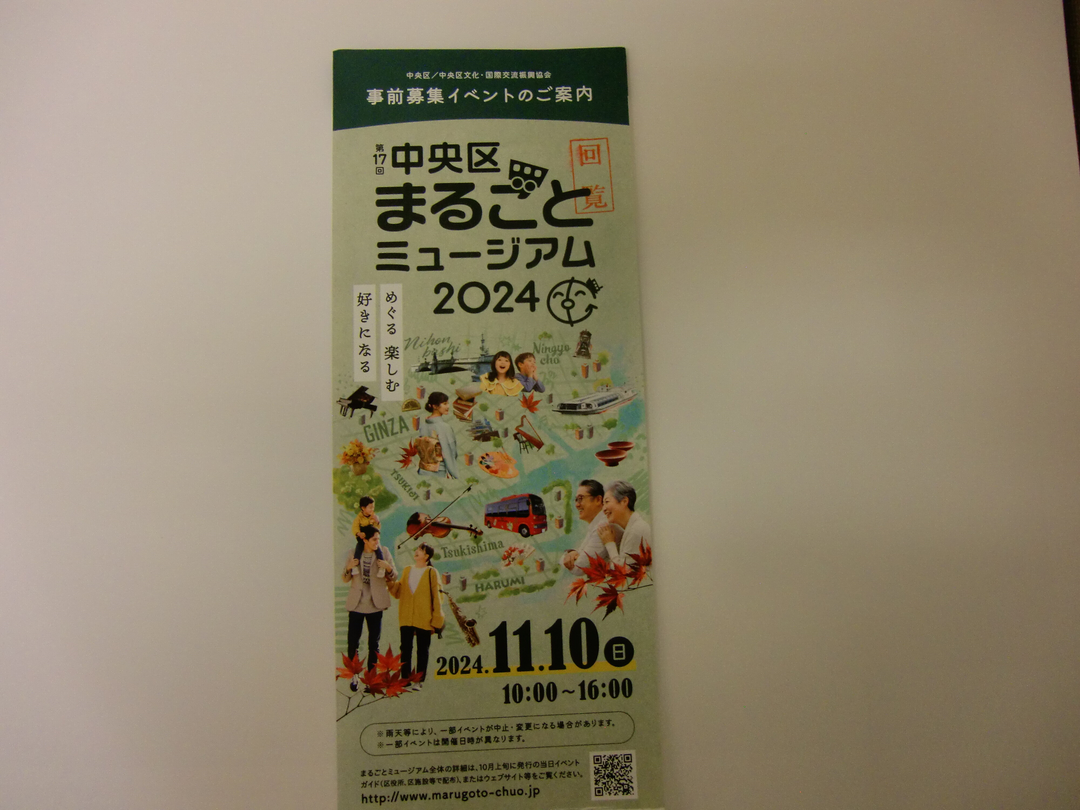 中央区／中央区文化・国際交流振興協会
事前募集イベントのご案内
第17回
中央区
まるごと
ミュージアム
2024
回覧
めぐる 楽しむ
好きになる
Nihonbashi
Ningyocho
GINZA
TSUKIJI
Tsukishima
HARUMI
2024.11.10日
10:00～16:00
※雨天等により、一部イベントが中止・変更になる場合があります。
※一部イベントは開催日時が異なります。
まるごとミュージアム全体の詳細は、10月上旬に発行の当日イベント
ガイド(区役所、区施設等で配布)、またはウェブサイト等をご覧ください。
http://www.marugoto-chuo.jp